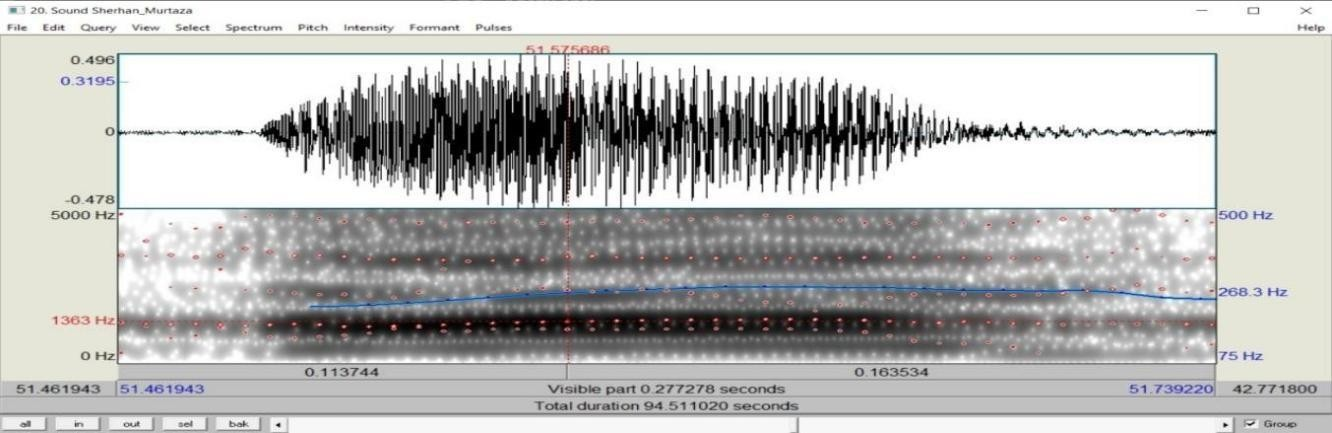 20. Sound Sherhan_Murtaza
File Edit Query View Select Spectrum Pitch Intensity Formant Pulses Help
51.575686
0.496
0.3195
0
-0.478
5000 Hz 500 Hz
268.3 Hz
1363 Hz
0 Hz 75 Hz
0.113744 0.163534
51.461943 51.461943 Visible part 0.277278 seconds 51.739220 42.771800
Total duration 94.511020 seconds
all in out sel bak Group